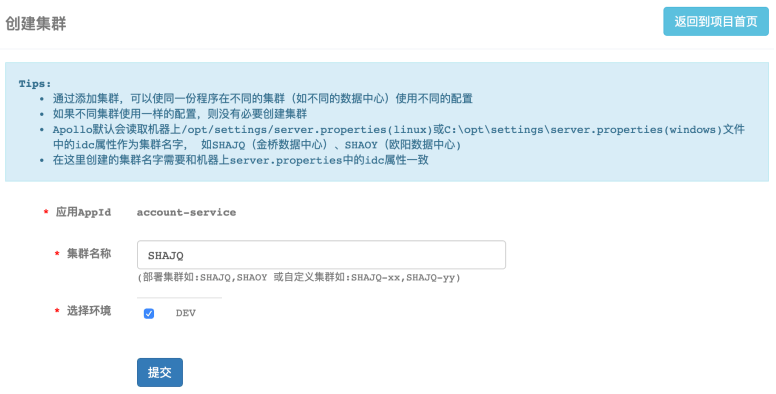 创建集群
返回到项目首页
Tips:
• 通过添加集群，可以使同一份程序在不同的集群（如不同的数据中心）使用不同的配置
• 如果不同集群使用一样的配置，则没有必要创建集群
• Apollo默认会读取机器上/opt/settings/server.properties(linux)或C:\opt\settings\server.properties(windows)文件
中的idc属性作为集群名字， 如SHAJQ（金桥数据中心）、SHAOY（欧阳数据中心）
• 在这里创建的集群名字需要和机器上server.properties中的idc属性一致
* 应用AppId account-service
* 集群名称 SHAJQ
(部署集群如:SHAJQ,SHAOY 或自定义集群如:SHAJQ-xx,SHAJQ-yy)
* 选择环境 DEV
提交